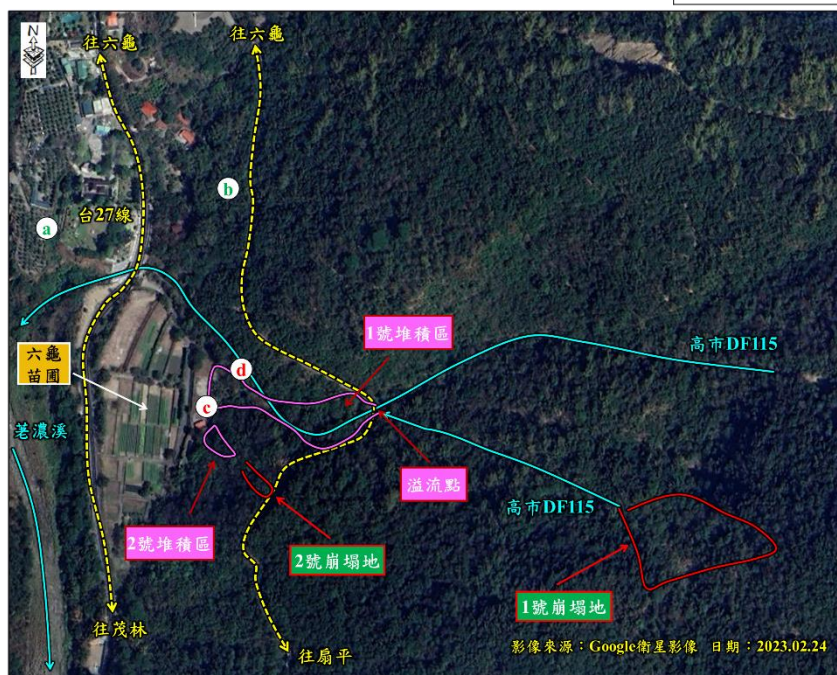 N
往六龜
往六龜
b
台27線
a
1號堆積區
高市DF115
六龜
苗圃
d
c
荖濃溪
溢流點
高市DF115
2號堆積區
2號崩塌地
1號崩塌地
往茂林
往扇平
影像來源：Google衛星影像 日期：2023.02.24